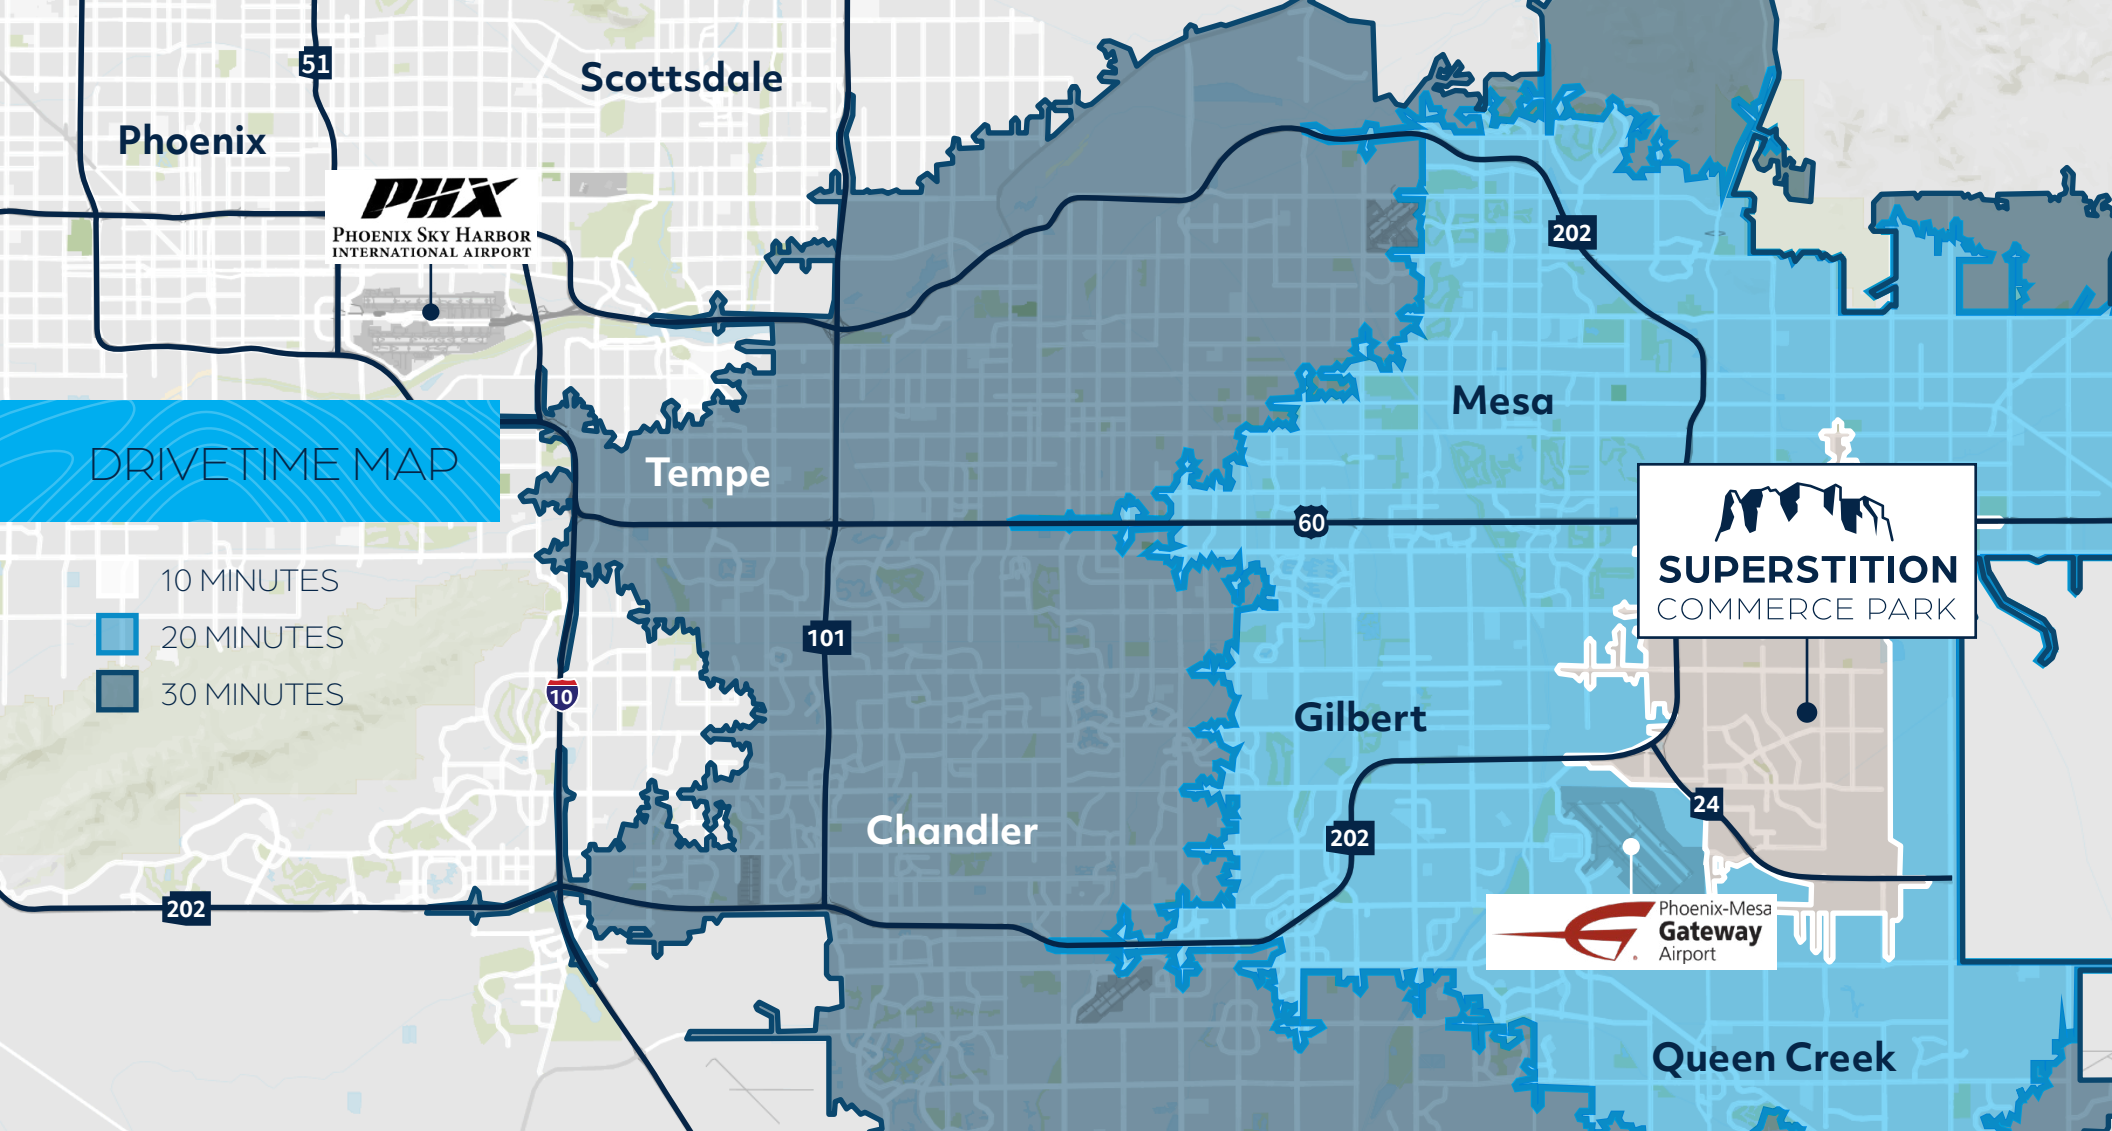 51
Scottsdale
Phoenix
PHX
PHOENIX SKY HARBOR
INTERNATIONAL AIRPORT
202
Mesa
DRIVETIME MAP
Tempe
60
SUPERSTITION
COMMERCE PARK
10 MINUTES
20 MINUTES
30 MINUTES
101
10
Gilbert
24
Chandler
202
202
Phoenix-Mesa
Gateway
Airport
Queen Creek